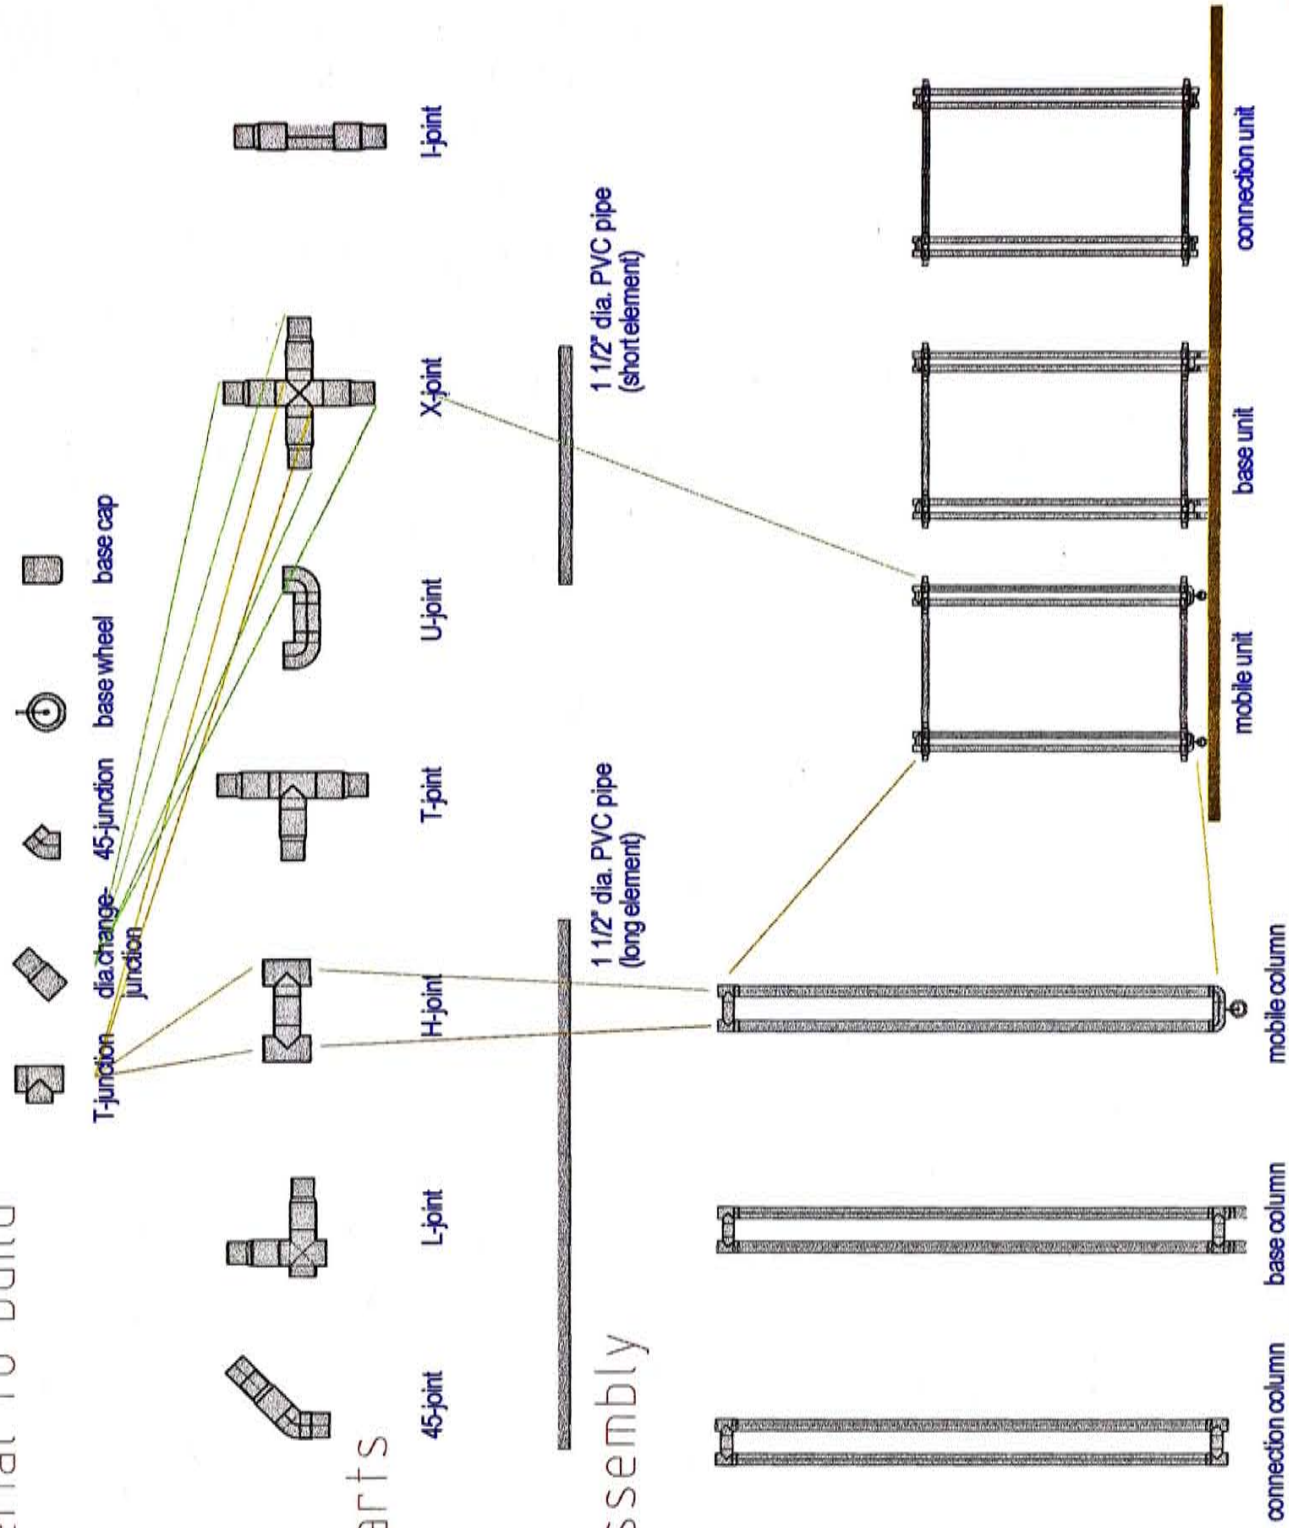 T-junction
dia.change-
junction
45-junction
base wheel
base cap
45-joint
L-joint
H-joint
T-joint
U-joint
X-joint
I-joint
1 1/2" dia. PVC pipe
(long element)
1 1/2" dia. PVC pipe
(short element)
connection column
base column
mobile column
mobile unit
base unit
connection unit